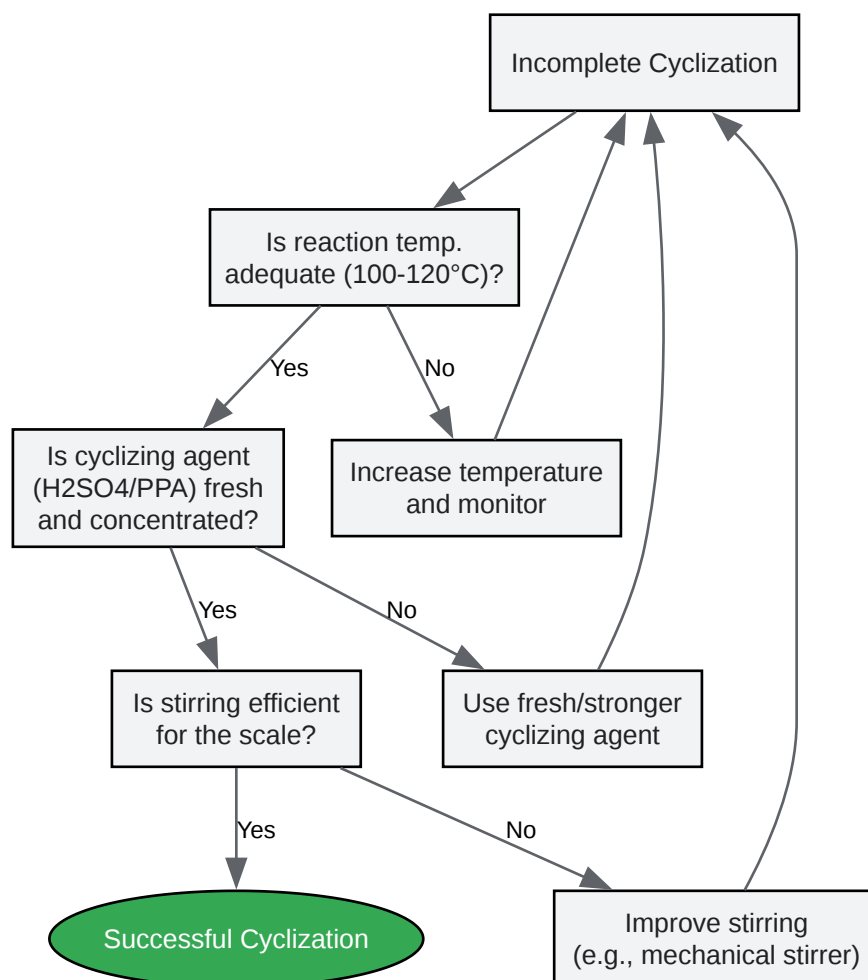 Incomplete Cyclization
Is reaction temp.
adequate (100-120°C)?
Yes
No
Is cyclizing agent
(H2SO4/PPA) fresh
and concentrated?
Increase temperature
and monitor
Yes
No
Is stirring efficient
for the scale?
Use fresh/stronger
cyclizing agent
Yes
No
Successful Cyclization
Improve stirring
(e.g., mechanical stirrer)